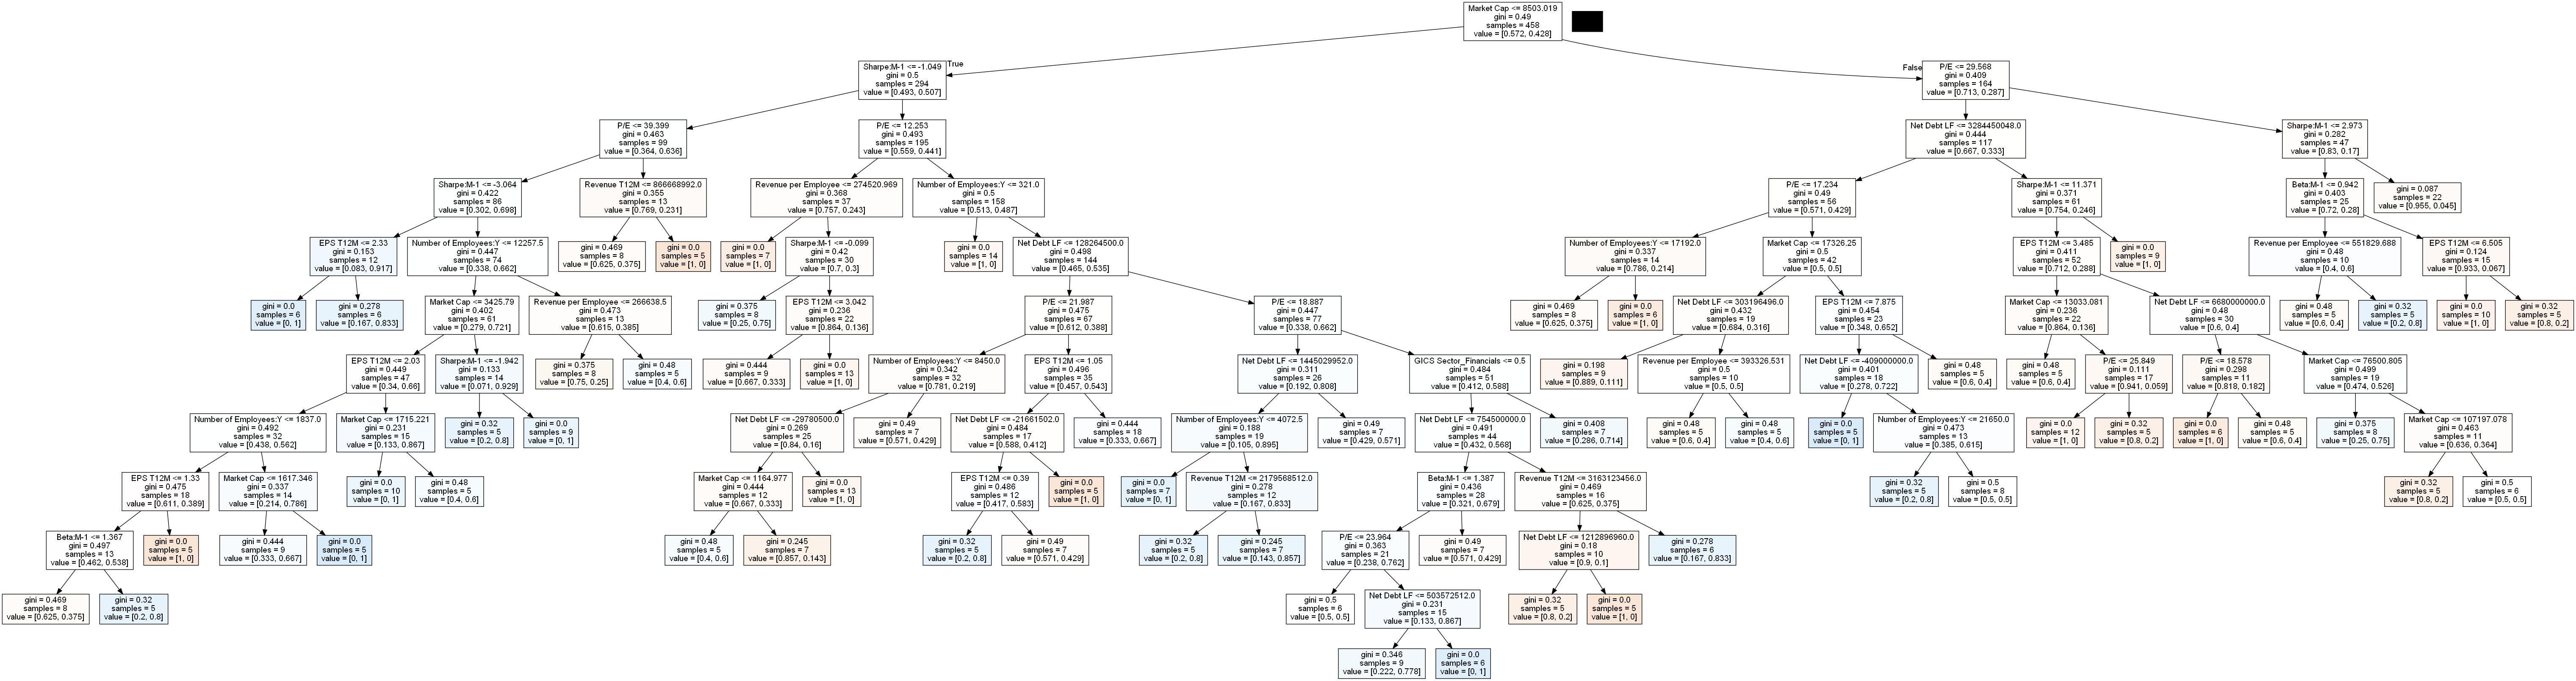 Market Cap <= 8503.019
gini = 0.49
samples = 458
value = [0.572, 0.428]
True
False
Sharpe:M-1 <= -1.049
gini = 0.5
samples = 294
value = [0.493, 0.507]
P/E <= 29.568
gini = 0.409
samples = 164
value = [0.713, 0.287]
P/E <= 39.399
gini = 0.463
samples = 99
value = [0.364, 0.636]
P/E <= 12.253
gini = 0.493
samples = 195
value = [0.559, 0.441]
Net Debt LF <= 3284450048.0
gini = 0.444
samples = 117
value = [0.667, 0.333]
Sharpe:M-1 <= 2.973
gini = 0.282
samples = 47
value = [0.83, 0.17]
Sharpe:M-1 <= -3.064
gini = 0.422
samples = 86
value = [0.302, 0.698]
Revenue T12M <= 866668992.0
gini = 0.355
samples = 13
value = [0.769, 0.231]
Revenue per Employee <= 274520.969
gini = 0.368
samples = 37
value = [0.757, 0.243]
Number of Employees:Y <= 321.0
gini = 0.5
samples = 158
value = [0.513, 0.487]
P/E <= 17.234
gini = 0.49
samples = 56
value = [0.571, 0.429]
Sharpe:M-1 <= 11.371
gini = 0.371
samples = 61
value = [0.754, 0.246]
Beta:M-1 <= 0.942
gini = 0.403
samples = 25
value = [0.72, 0.28]
gini = 0.087
samples = 22
value = [0.955, 0.045]
EPS T12M <= 2.33
gini = 0.153
samples = 12
value = [0.083, 0.917]
Number of Employees:Y <= 12257.5
gini = 0.447
samples = 74
value = [0.338, 0.662]
gini = 0.469
samples = 8
value = [0.625, 0.375]
gini = 0.0
samples = 5
value = [1, 0]
gini = 0.0
samples = 7
value = [1, 0]
Sharpe:M-1 <= -0.099
gini = 0.42
samples = 30
value = [0.7, 0.3]
gini = 0.0
samples = 14
value = [1, 0]
Net Debt LF <= 128264500.0
gini = 0.498
samples = 144
value = [0.465, 0.535]
Number of Employees:Y <= 17192.0
gini = 0.337
samples = 14
value = [0.786, 0.214]
Market Cap <= 17326.25
gini = 0.5
samples = 42
value = [0.5, 0.5]
EPS T12M <= 3.485
gini = 0.411
samples = 52
value = [0.712, 0.288]
gini = 0.0
samples = 9
value = [1, 0]
Revenue per Employee <= 551829.688
gini = 0.48
samples = 10
value = [0.4, 0.6]
EPS T12M <= 6.505
gini = 0.124
samples = 15
value = [0.933, 0.067]
gini = 0.0
samples = 6
value = [0, 1]
gini = 0.278
samples = 6
value = [0.167, 0.833]
Market Cap <= 3425.79
gini = 0.402
samples = 61
value = [0.279, 0.721]
Revenue per Employee <= 266638.5
gini = 0.473
samples = 13
value = [0.615, 0.385]
gini = 0.375
samples = 8
value = [0.25, 0.75]
EPS T12M <= 3.042
gini = 0.236
samples = 22
value = [0.864, 0.136]
P/E <= 21.987
gini = 0.475
samples = 67
value = [0.612, 0.388]
P/E <= 18.887
gini = 0.447
samples = 77
value = [0.338, 0.662]
gini = 0.469
samples = 8
value = [0.625, 0.375]
gini = 0.0
samples = 6
value = [1, 0]
Net Debt LF <= 303196496.0
gini = 0.432
samples = 19
value = [0.684, 0.316]
EPS T12M <= 7.875
gini = 0.454
samples = 23
value = [0.348, 0.652]
Market Cap <= 13033.081
gini = 0.236
samples = 22
value = [0.864, 0.136]
Net Debt LF <= 6680000000.0
gini = 0.48
samples = 30
value = [0.6, 0.4]
gini = 0.48
samples = 5
value = [0.6, 0.4]
gini = 0.32
samples = 5
value = [0.2, 0.8]
gini = 0.0
samples = 10
value = [1, 0]
gini = 0.32
samples = 5
value = [0.8, 0.2]
EPS T12M <= 2.03
gini = 0.449
samples = 47
value = [0.34, 0.66]
Sharpe:M-1 <= -1.942
gini = 0.133
samples = 14
value = [0.071, 0.929]
gini = 0.375
samples = 8
value = [0.75, 0.25]
gini = 0.48
samples = 5
value = [0.4, 0.6]
gini = 0.444
samples = 9
value = [0.667, 0.333]
gini = 0.0
samples = 13
value = [1, 0]
Number of Employees:Y <= 8450.0
gini = 0.342
samples = 32
value = [0.781, 0.219]
EPS T12M <= 1.05
gini = 0.496
samples = 35
value = [0.457, 0.543]
Net Debt LF <= 1445029952.0
gini = 0.311
samples = 26
value = [0.192, 0.808]
GICS Sector_Financials <= 0.5
gini = 0.484
samples = 51
value = [0.412, 0.588]
gini = 0.198
samples = 9
value = [0.889, 0.111]
Revenue per Employee <= 393326.531
gini = 0.5
samples = 10
value = [0.5, 0.5]
Net Debt LF <= -409000000.0
gini = 0.401
samples = 18
value = [0.278, 0.722]
gini = 0.48
samples = 5
value = [0.6, 0.4]
gini = 0.48
samples = 5
value = [0.6, 0.4]
P/E <= 25.849
gini = 0.111
samples = 17
value = [0.941, 0.059]
P/E <= 18.578
gini = 0.298
samples = 11
value = [0.818, 0.182]
Market Cap <= 76500.805
gini = 0.499
samples = 19
value = [0.474, 0.526]
Number of Employees:Y <= 1837.0
gini = 0.492
samples = 32
value = [0.438, 0.562]
Market Cap <= 1715.221
gini = 0.231
samples = 15
value = [0.133, 0.867]
gini = 0.32
samples = 5
value = [0.2, 0.8]
gini = 0.0
samples = 9
value = [0, 1]
Net Debt LF <= -29780500.0
gini = 0.269
samples = 25
value = [0.84, 0.16]
gini = 0.49
samples = 7
value = [0.571, 0.429]
Net Debt LF <= -21661502.0
gini = 0.484
samples = 17
value = [0.588, 0.412]
gini = 0.444
samples = 18
value = [0.333, 0.667]
Number of Employees:Y <= 4072.5
gini = 0.188
samples = 19
value = [0.105, 0.895]
gini = 0.49
samples = 7
value = [0.429, 0.571]
Net Debt LF <= 754500000.0
gini = 0.491
samples = 44
value = [0.432, 0.568]
gini = 0.408
samples = 7
value = [0.286, 0.714]
gini = 0.48
samples = 5
value = [0.6, 0.4]
gini = 0.48
samples = 5
value = [0.4, 0.6]
gini = 0.0
samples = 5
value = [0, 1]
Number of Employees:Y <= 21650.0
gini = 0.473
samples = 13
value = [0.385, 0.615]
gini = 0.0
samples = 12
value = [1, 0]
gini = 0.32
samples = 5
value = [0.8, 0.2]
gini = 0.0
samples = 6
value = [1, 0]
gini = 0.48
samples = 5
value = [0.6, 0.4]
gini = 0.375
samples = 8
value = [0.25, 0.75]
Market Cap <= 107197.078
gini = 0.463
samples = 11
value = [0.636, 0.364]
EPS T12M <= 1.33
gini = 0.475
samples = 18
value = [0.611, 0.389]
Market Cap <= 1617.346
gini = 0.337
samples = 14
value = [0.214, 0.786]
gini = 0.0
samples = 10
value = [0, 1]
gini = 0.48
samples = 5
value = [0.4, 0.6]
Market Cap <= 1164.977
gini = 0.444
samples = 12
value = [0.667, 0.333]
gini = 0.0
samples = 13
value = [1, 0]
EPS T12M <= 0.39
gini = 0.486
samples = 12
value = [0.417, 0.583]
gini = 0.0
samples = 5
value = [1, 0]
gini = 0.0
samples = 7
value = [0, 1]
Revenue T12M <= 2179568512.0
gini = 0.278
samples = 12
value = [0.167, 0.833]
Beta:M-1 <= 1.387
gini = 0.436
samples = 28
value = [0.321, 0.679]
Revenue T12M <= 3163123456.0
gini = 0.469
samples = 16
value = [0.625, 0.375]
gini = 0.32
samples = 5
value = [0.2, 0.8]
gini = 0.5
samples = 8
value = [0.5, 0.5]
gini = 0.32
samples = 5
value = [0.8, 0.2]
gini = 0.5
samples = 6
value = [0.5, 0.5]
Beta:M-1 <= 1.367
gini = 0.497
samples = 13
value = [0.462, 0.538]
gini = 0.0
samples = 5
value = [1, 0]
gini = 0.444
samples = 9
value = [0.333, 0.667]
gini = 0.0
samples = 5
value = [0, 1]
gini = 0.48
samples = 5
value = [0.4, 0.6]
gini = 0.245
samples = 7
value = [0.857, 0.143]
gini = 0.32
samples = 5
value = [0.2, 0.8]
gini = 0.49
samples = 7
value = [0.571, 0.429]
gini = 0.32
samples = 5
value = [0.2, 0.8]
gini = 0.245
samples = 7
value = [0.143, 0.857]
P/E <= 23.964
gini = 0.363
samples = 21
value = [0.238, 0.762]
gini = 0.49
samples = 7
value = [0.571, 0.429]
Net Debt LF <= 1212896960.0
gini = 0.18
samples = 10
value = [0.9, 0.1]
gini = 0.278
samples = 6
value = [0.167, 0.833]
gini = 0.469
samples = 8
value = [0.625, 0.375]
gini = 0.32
samples = 5
value = [0.2, 0.8]
gini = 0.5
samples = 6
value = [0.5, 0.5]
Net Debt LF <= 503572512.0
gini = 0.231
samples = 15
value = [0.133, 0.867]
gini = 0.32
samples = 5
value = [0.8, 0.2]
gini = 0.0
samples = 5
value = [1, 0]
gini = 0.346
samples = 9
value = [0.222, 0.778]
gini = 0.0
samples = 6
value = [0, 1]